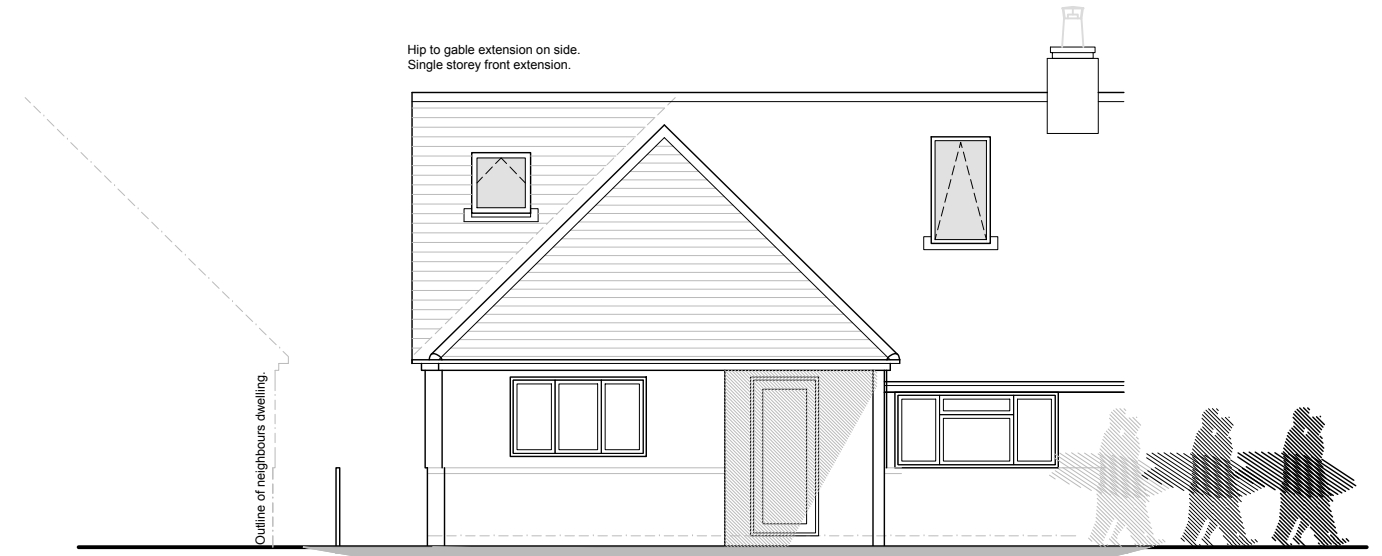 Hip to gable extension on side.
Single storey front extension.
Outline of neighbours dwelling.